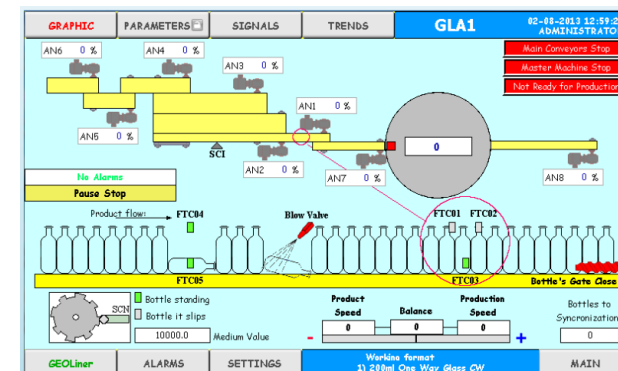 GRAPHIC PARAMETERS SIGNALS TRENDS GLA1 02-08-2013 12:59:2
ADMINISTRATO
AN6 0 % AN4 0 % Main Conveyors Stop
AN3 0 % Master Machine Stop
Not Ready for Production
AN1 0 %
AN5 0 % 0
SCI
AN2 0 % AN7 0 % AN8 0 %
No Alarms
Pause Stop
Product flow: FTC04 Blow Valve FTC01 FTC02
FTC05 FTC03 Bottle's Gate Close
SCN Bottle standing Product Speed Balance Production Speed Bottles to
Bottle it slips 0 0 0 Syncronization
10000.0 Medium Value - + 0
GEOLiner ALARMS SETTINGS Working format MAIN
1) 200ml One Way Glass CW